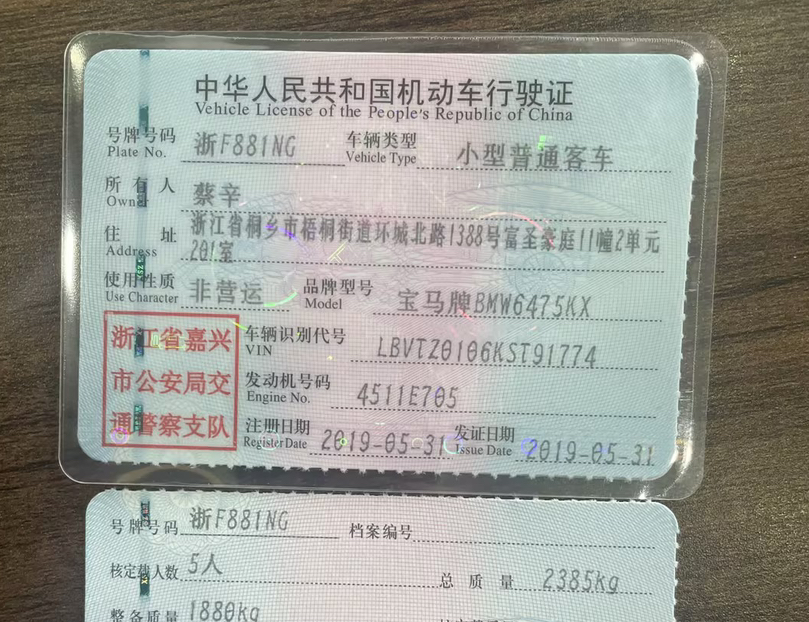 中华人民共和国机动车行驶证
Vehicle License of the People's Republic of China
号牌号码 浙F881NG 车辆类型 小型普通客车
Plate No. Vehicle Type
所有人 蔡辛
Owner
住址 浙江省桐乡市梧桐街道环城北路1388号富圣豪庭11幢2单元
Address 201室
使用性质 非营运 品牌型号 宝马牌BMW6475KX
Use Character Model
浙江省嘉兴
市公安局交
通警察支队
车辆识别代号 LBVTZ0106KST91774
VIN
发动机号码 4511E705
Engine No.
注册日期 2019-05-31 发证日期 2019-05-31
Register Date Issue Date
号牌号码 浙F881NG 档案编号
核定载人数 5人 总质量 2385kg
整备质量 1880kg